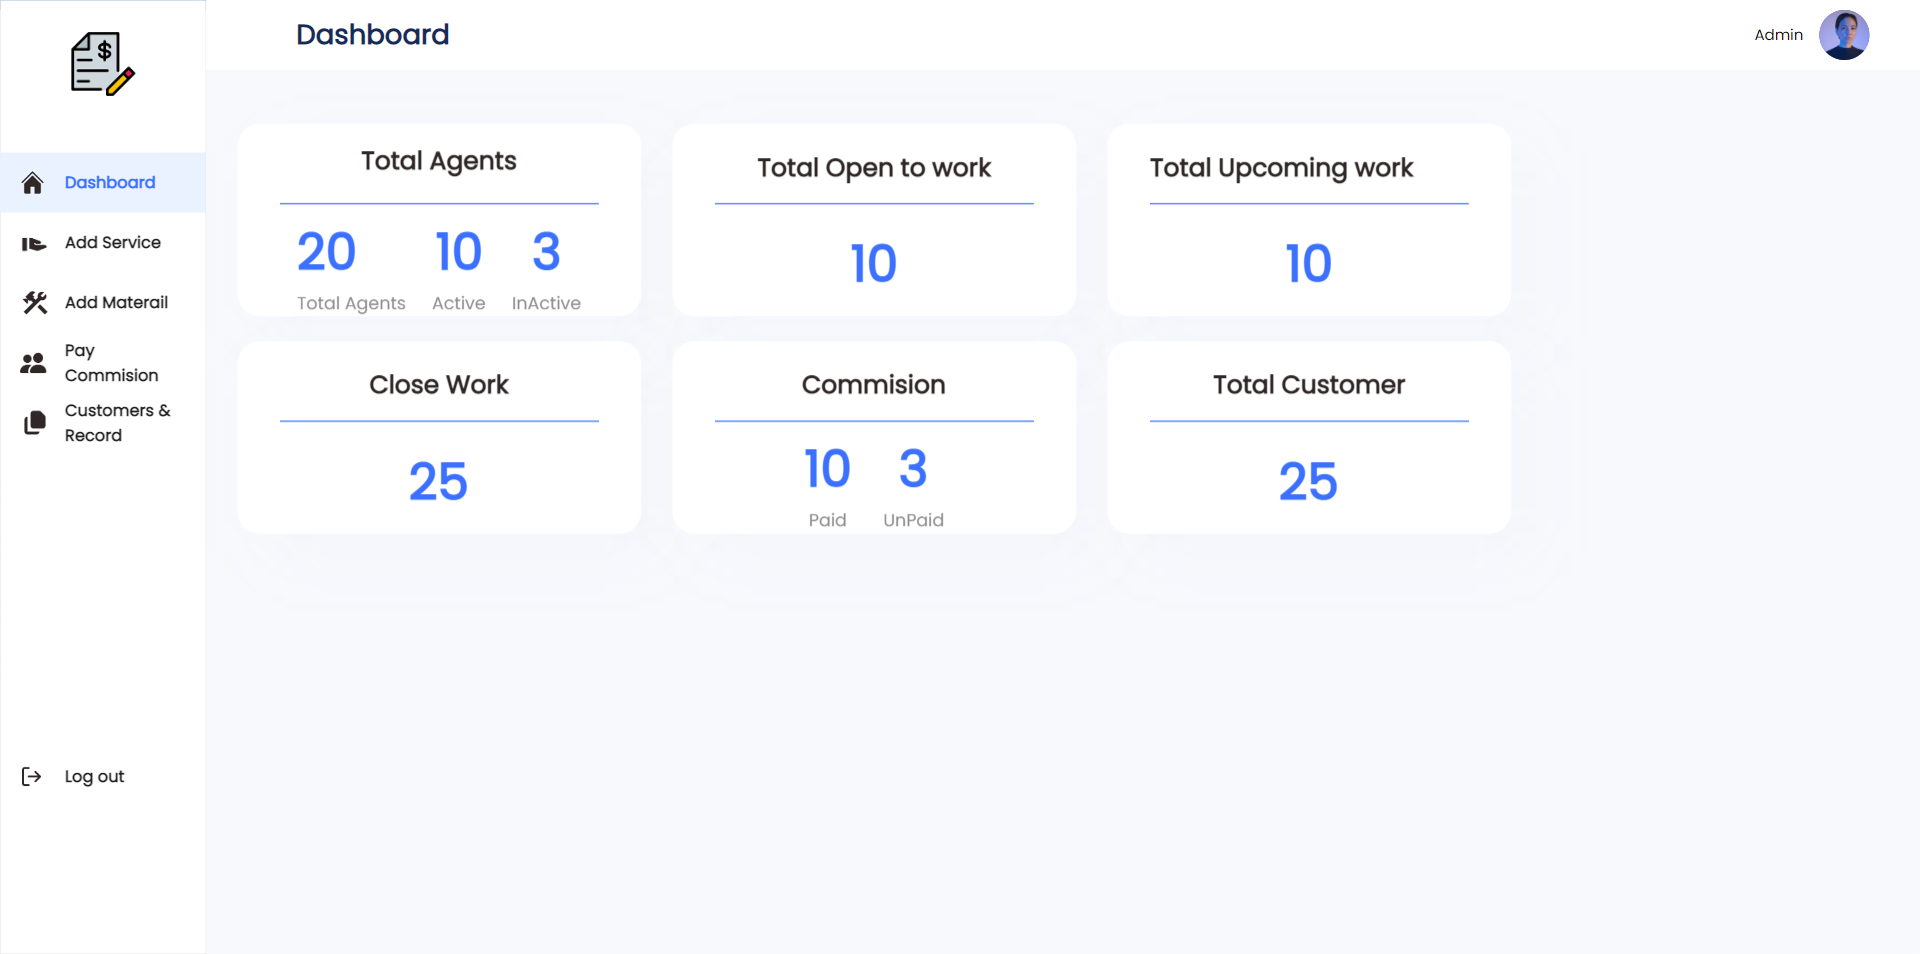 $
Dashboard
Admin
Dashboard
Add Service
Add Materail
Pay
Commision
Customers &
Record
Log out
Total Agents
20 10 3
Total Agents Active InActive
Total Open to work
10
Total Upcoming work
10
Close Work
25
Commision
10 3
Paid UnPaid
Total Customer
25